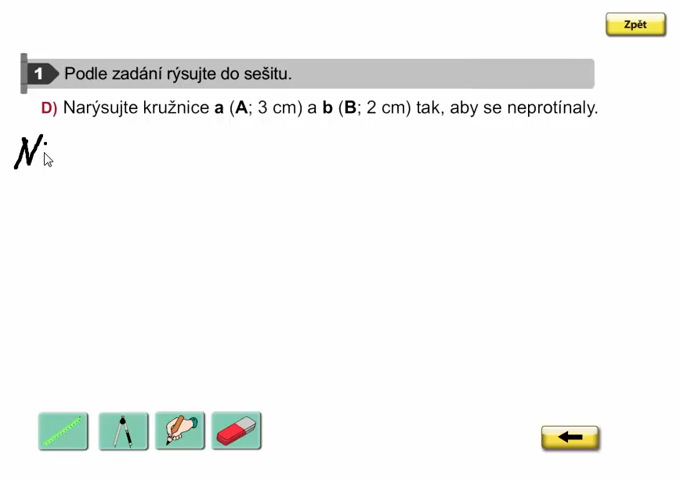 Zpět
1 Podle zadání rýsujte do sešitu.
D) Narýsujte kružnice a (A; 3 cm) a b (B; 2 cm) tak, aby se neprotínaly.
N: